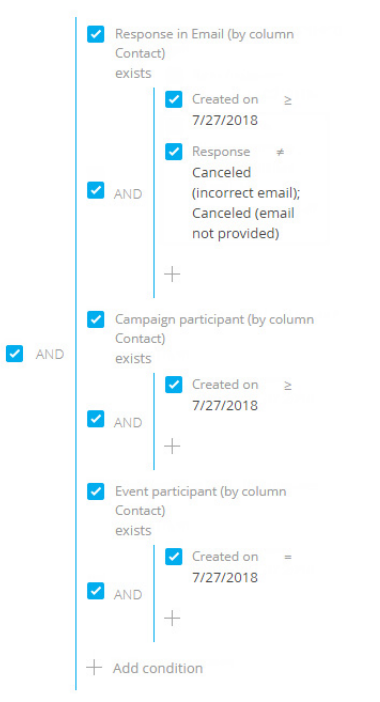 Response in Email (by column
Contact)
exists
Created on ≥
7/27/2018
Response ≠
Canceled
(incorrect email);
Canceled (email
not provided)
AND
Campaign participant (by column
Contact)
exists
AND
Created on ≥
7/27/2018
AND
Event participant (by column
Contact)
exists
Created on =
7/27/2018
AND
Add condition